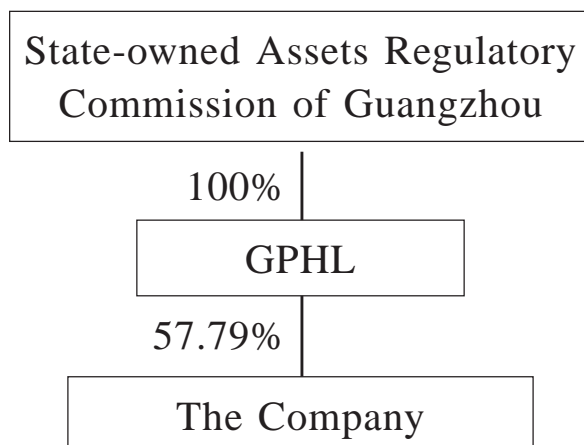 State-owned Assets Regulatory
Commission of Guangzhou
100%
GPHL
57.79%
The Company